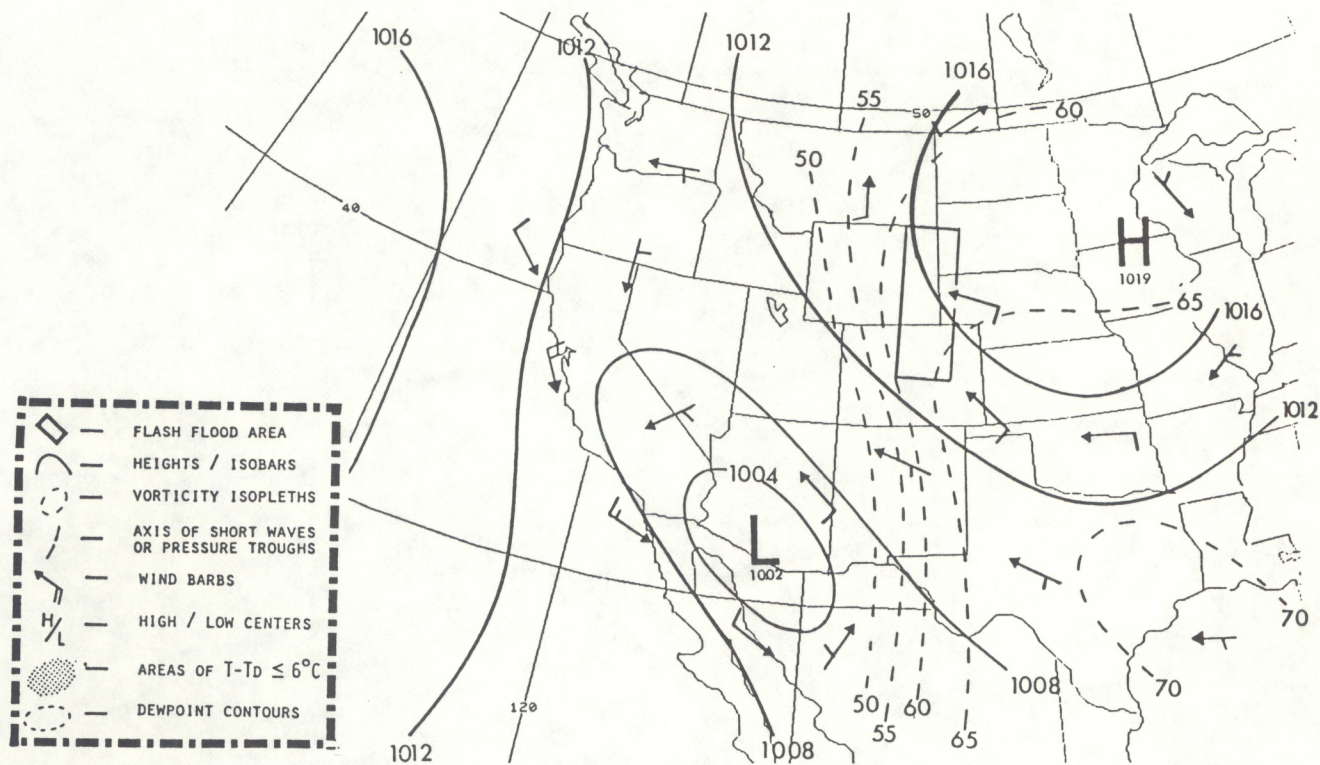 1016
1012
1012
1016
55
50
60
50
40
H
1019
65
1016
1012
1004
L
1002
1008
70
70
50
55
60
65
120
1012
1008
FLASH FLOOD AREA
HEIGHTS / ISOBARS
VORTICITY ISOPLETHS
AXIS OF SHORT WAVES
OR PRESSURE TROUGHS
WIND BARBS
H/L HIGH / LOW CENTERS
AREAS OF T-TD ≤ 6°C
DEWPOINT CONTOURS